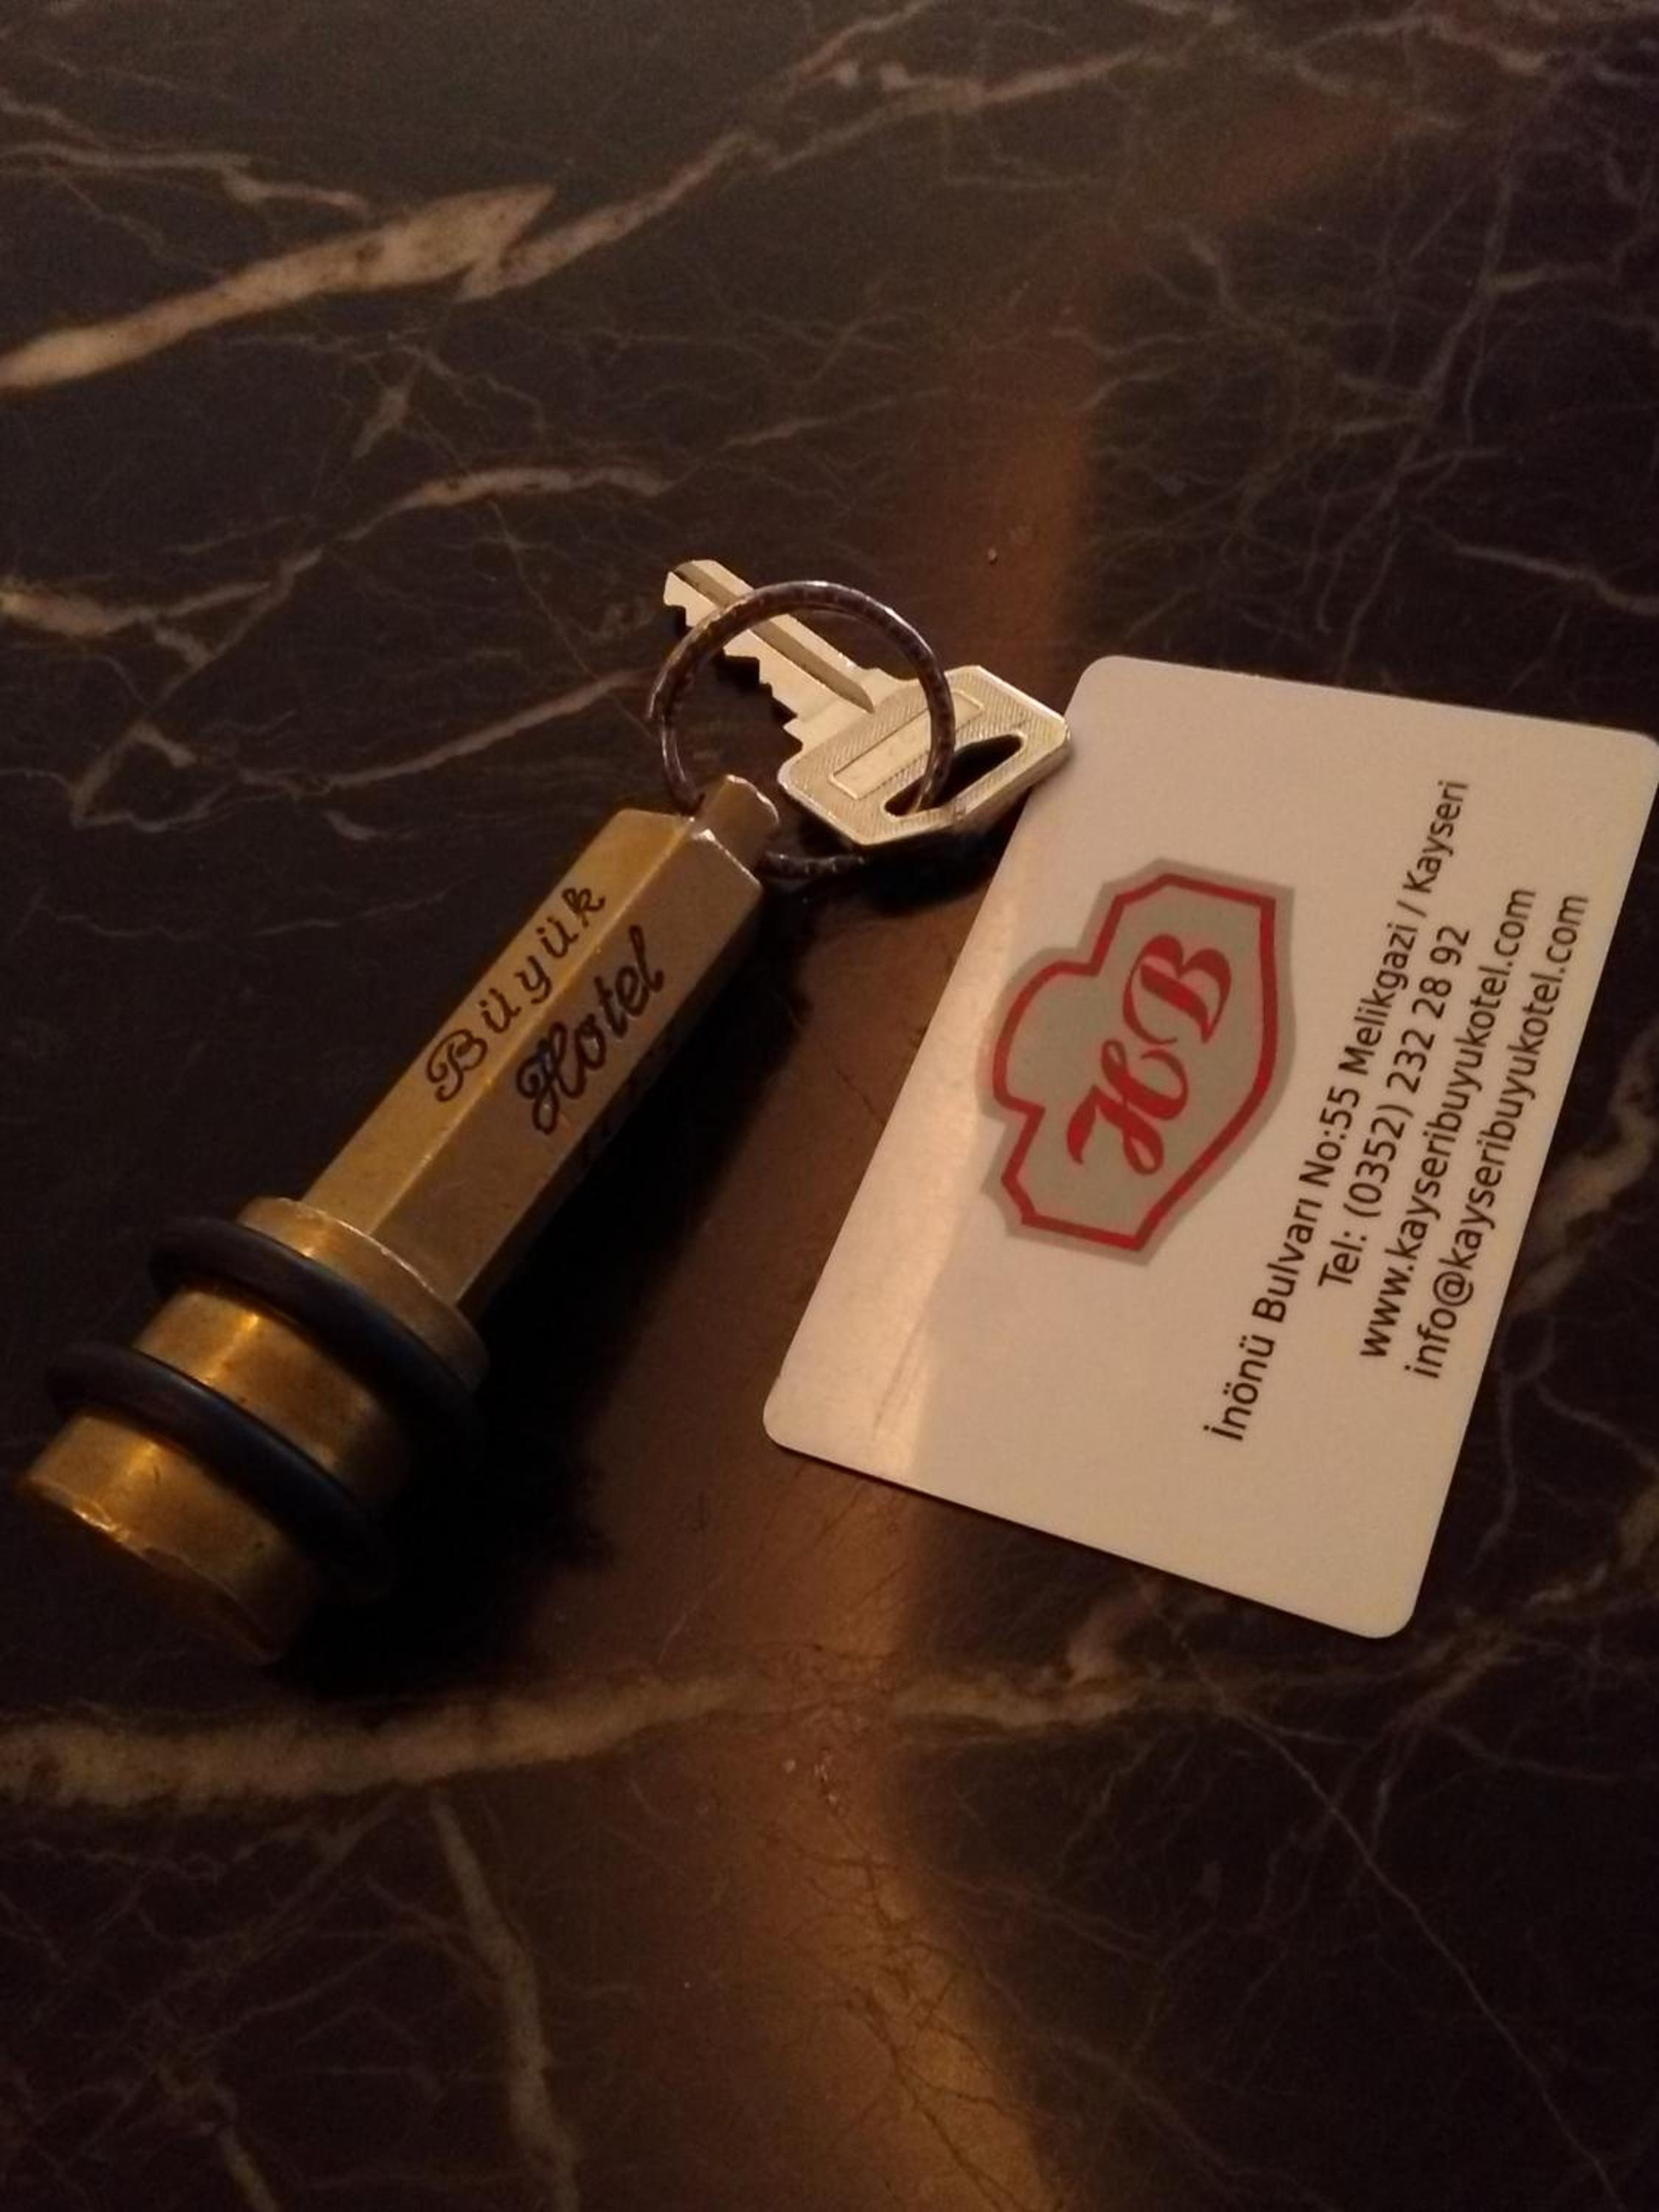 Büyük
Hotel
HB
İnönü Bulvarı No:55 Melikgazi / Kayseri
Tel: (0352) 232 28 92
www.kayseribuyukotel.com
info@kayseribuyukotel.com